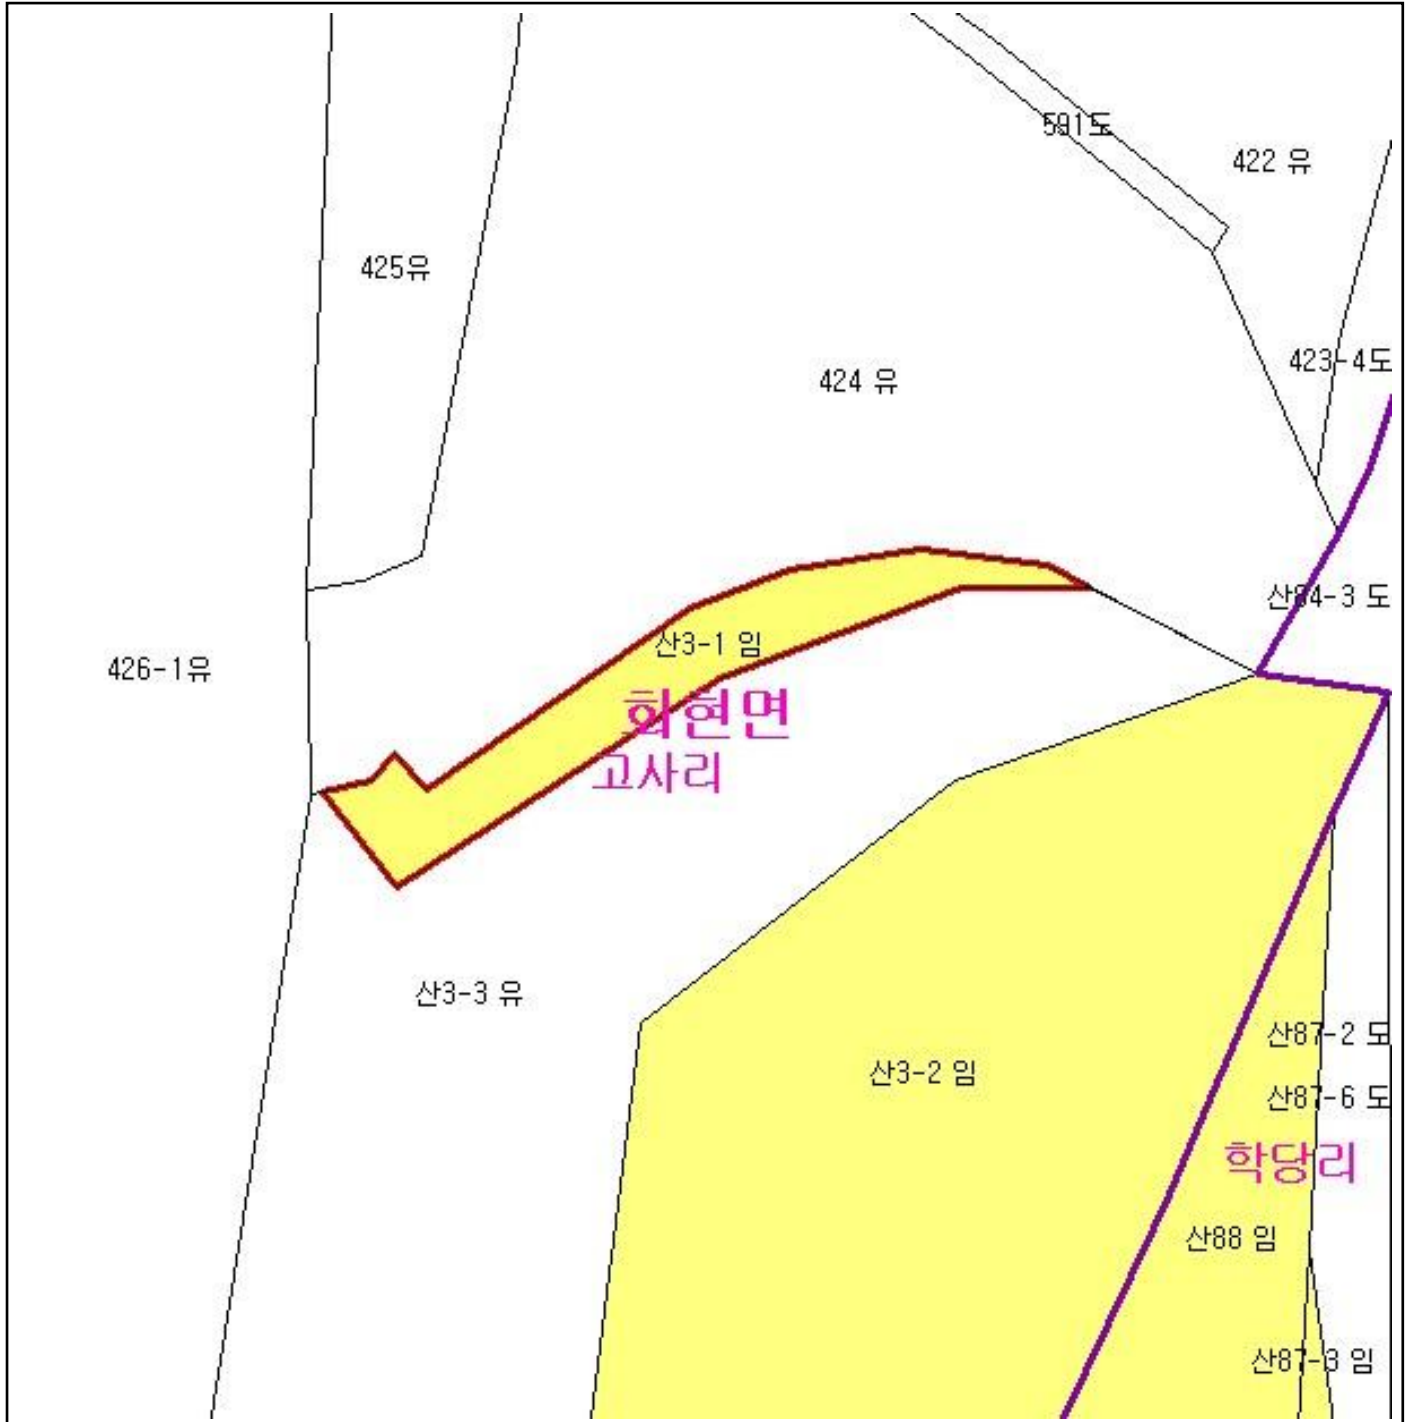 591도
422 유
425유
423-4도
424 유
산84-3 도
산3-1 임
426-1유
회현면
고사리
산3-3 유
산87-2 도
산3-2 임
산87-6 도
학당리
산88 임
산87-3 임